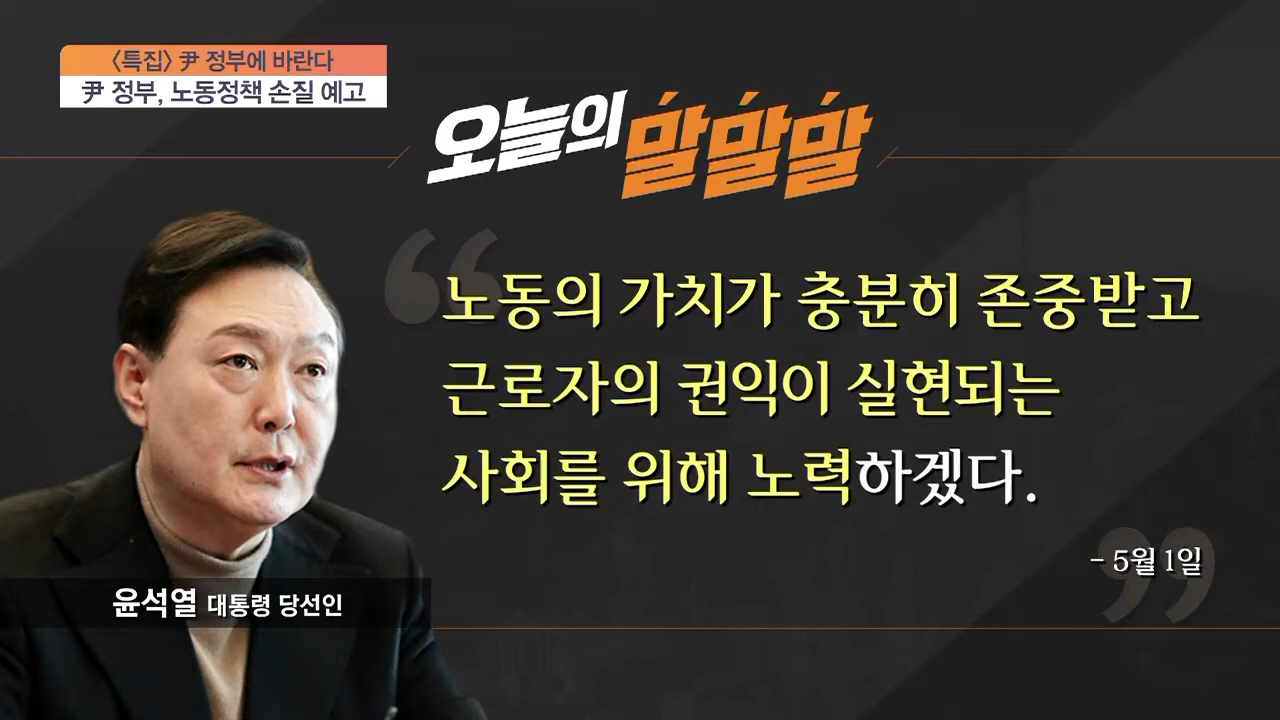 〈특집〉 尹 정부에 바란다
尹 정부, 노동정책 손질 예고
오늘의 말말말
“
노동의 가치가 충분히 존중받고
근로자의 권익이 실현되는
사회를 위해 노력하겠다.
- 5월 1일
”
윤석열 대통령 당선인